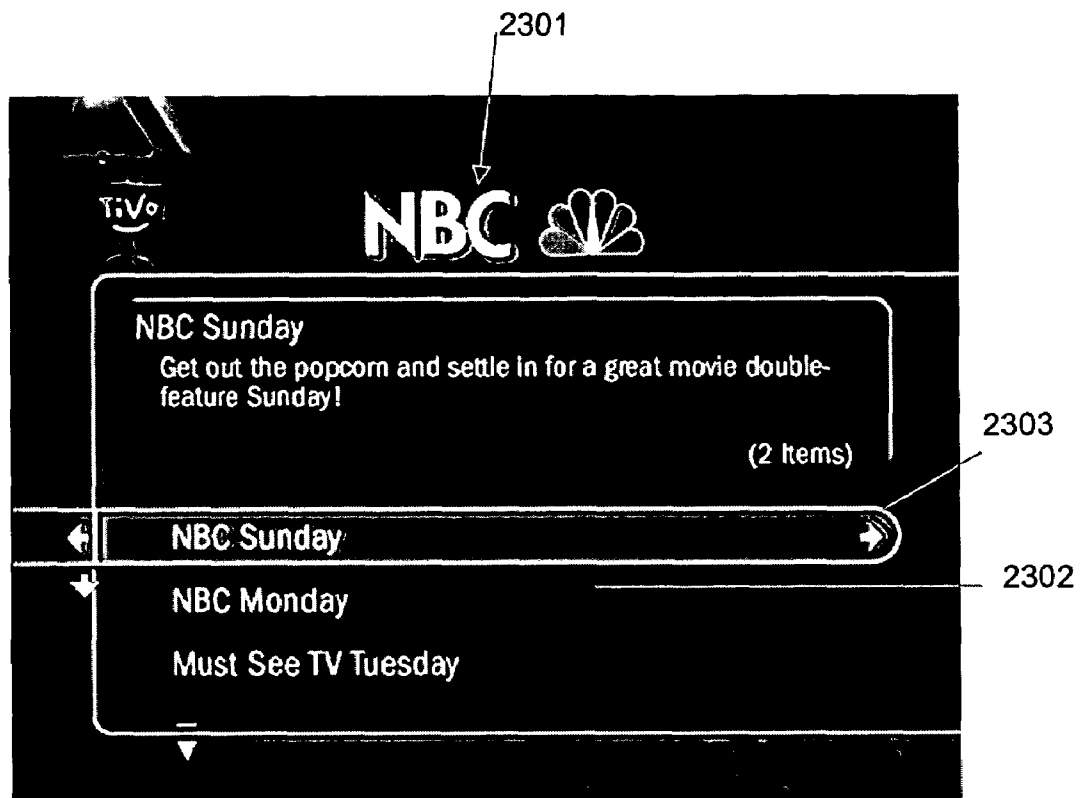 2301
TiVo
NBC
NBC Sunday
Get out the popcorn and settle in for a great movie double-
feature Sunday!
(2 Items)
2303
NBC Sunday
2302
NBC Monday
Must See TV Tuesday